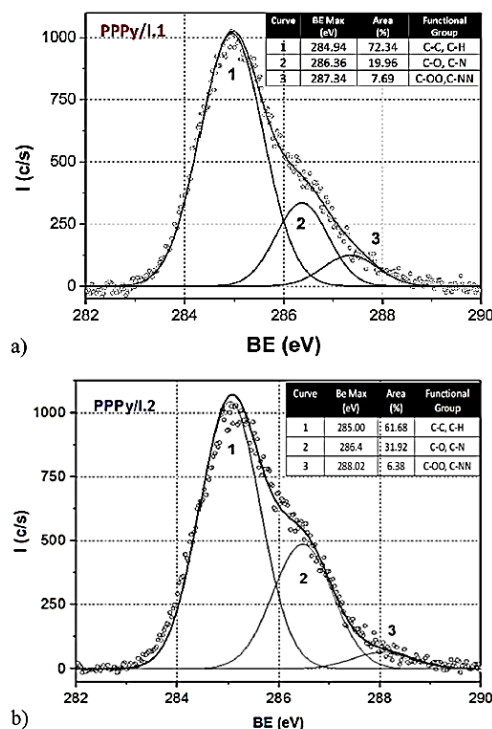 PPPy/I.1
Curve BE Max (eV) Area (%) Functional Group
1 284.94 72.34 C-C, C-H
2 286.36 19.96 C-O, C-N
3 287.34 7.69 C-OO,C-NN
1000
750
500
250
0
I (c/s)
1
2
3
282 284 286 288 290
BE (eV)
a)
PPPy/I.2
Curve Be Max (eV) Area (%) Functional Group
1 285.00 61.68 C-C, C-H
2 286.4 31.92 C-O, C-N
3 288.02 6.38 C-OO, C-NN
1000
750
500
250
0
I (c/s)
1
2
3
282 284 286 288 290
BE (eV)
b)